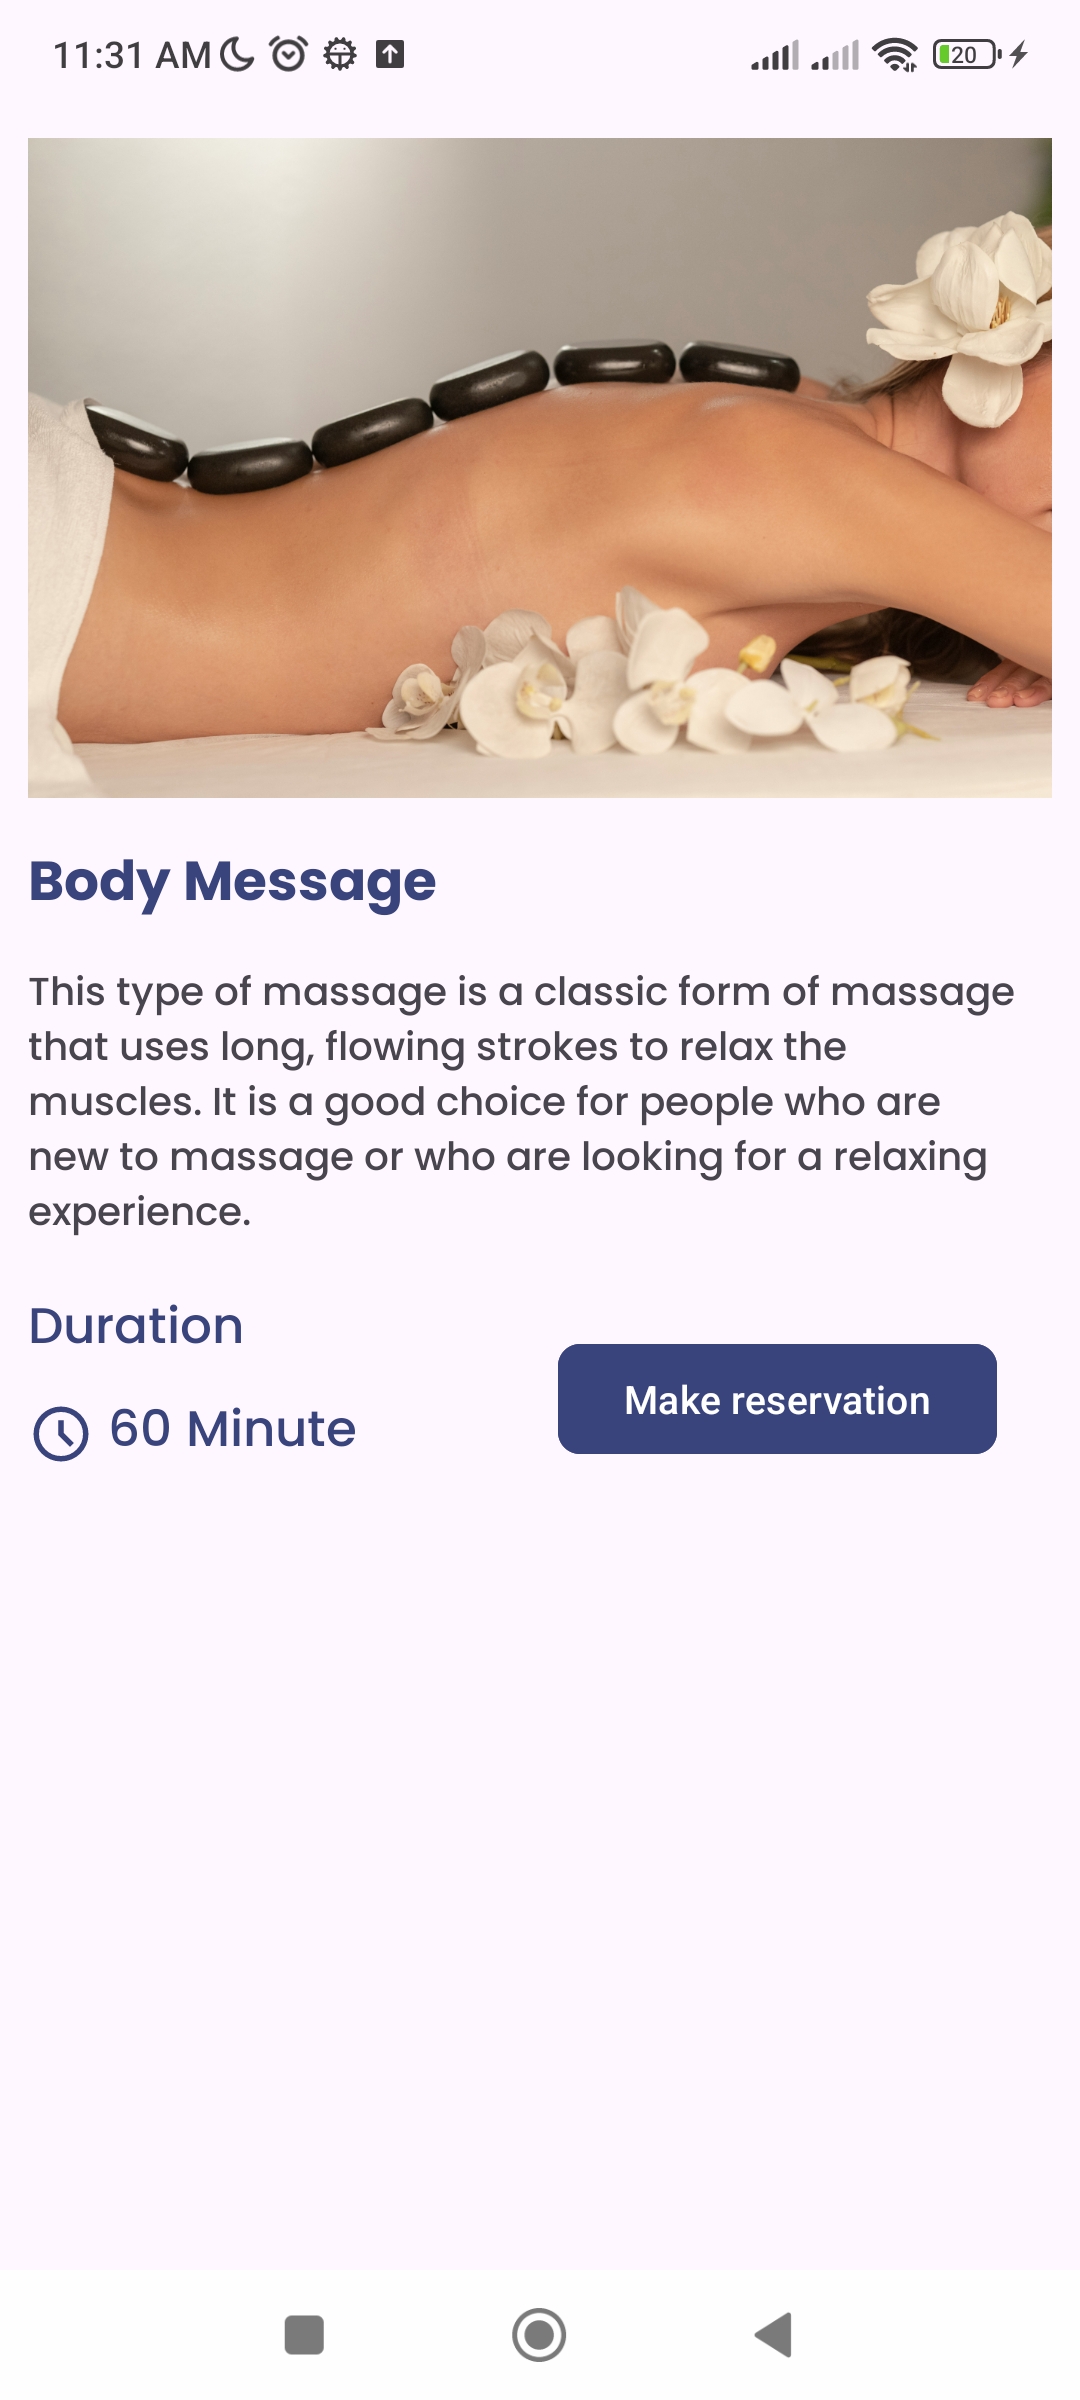 11:31 AM
20
Body Message
This type of massage is a classic form of massage
that uses long, flowing strokes to relax the
muscles. It is a good choice for people who are
new to massage or who are looking for a relaxing
experience.
Duration
60 Minute
Make reservation